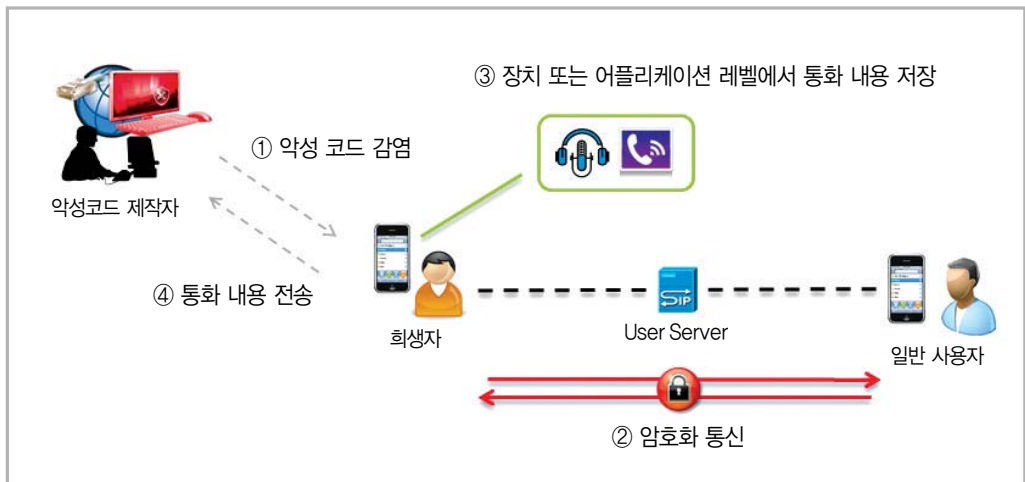 ③ 장치 또는 어플리케이션 레벨에서 통화 내용 저장
① 악성 코드 감염
악성코드 제작자
④ 통화 내용 전송
SIP
희생자
User Server
일반 사용자
② 암호화 통신